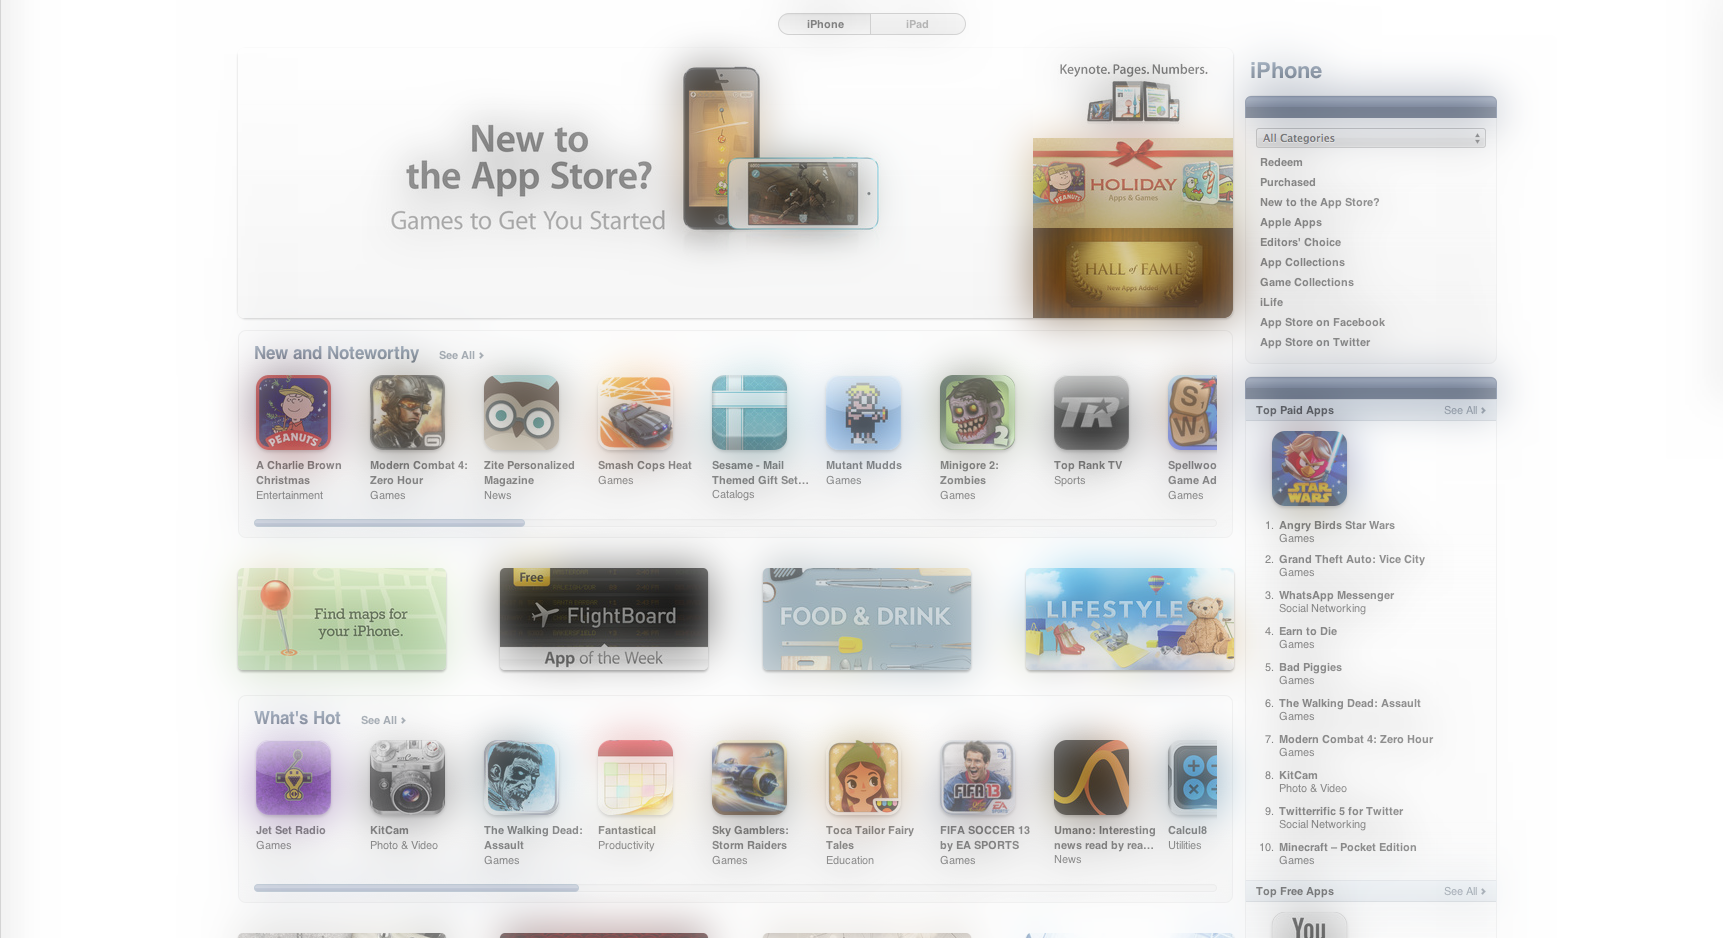 iPhone
iPad
New to
the App Store?
Games to Get You Started
Keynote. Pages. Numbers.
HOLIDAY
Apps & Games
HALL of FAME
New Apps Added
iPhone
All Categories
Redeem
Purchased
New to the App Store?
Apple Apps
Editors' Choice
App Collections
Game Collections
iLife
App Store on Facebook
App Store on Twitter
New and Noteworthy
See All
PEANUTS
2
TR
S
W
A Charlie Brown
Christmas
Entertainment
Modern Combat 4:
Zero Hour
Games
Zite Personalized
Magazine
News
Smash Cops Heat
Games
Sesame - Mail
Themed Gift Set...
Catalogs
Mutant Mudds
Games
Minigore 2:
Zombies
Games
Top Rank TV
Sports
Spellwoo
Game Ad
Games
Find maps for
your iPhone.
Free
FlightBoard
App of the Week
FOOD & DRINK
LIFESTYLE
What's Hot
See All
FIFA 13
EA SPORTS
Jet Set Radio
Games
KitCam
Photo & Video
The Walking Dead:
Assault
Games
Fantastical
Productivity
Sky Gamblers:
Storm Raiders
Games
Toca Tailor Fairy
Tales
Education
FIFA SOCCER 13
by EA SPORTS
Games
Umano: Interesting
news read by rea...
News
Calcul8
Utilities
Top Paid Apps
See All
STAR
WARS
1. Angry Birds Star Wars
Games
2. Grand Theft Auto: Vice City
Games
3. WhatsApp Messenger
Social Networking
4. Earn to Die
Games
5. Bad Piggies
Games
6. The Walking Dead: Assault
Games
7. Modern Combat 4: Zero Hour
Games
8. KitCam
Photo & Video
9. Twitterrific 5 for Twitter
Social Networking
10. Minecraft – Pocket Edition
Games
Top Free Apps
See All
You